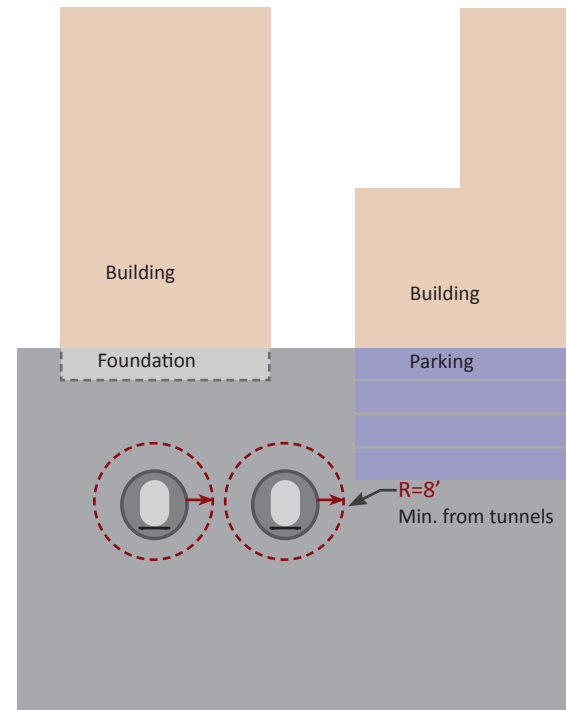 Building
Building
Foundation
Parking
R=8’
Min. from tunnels